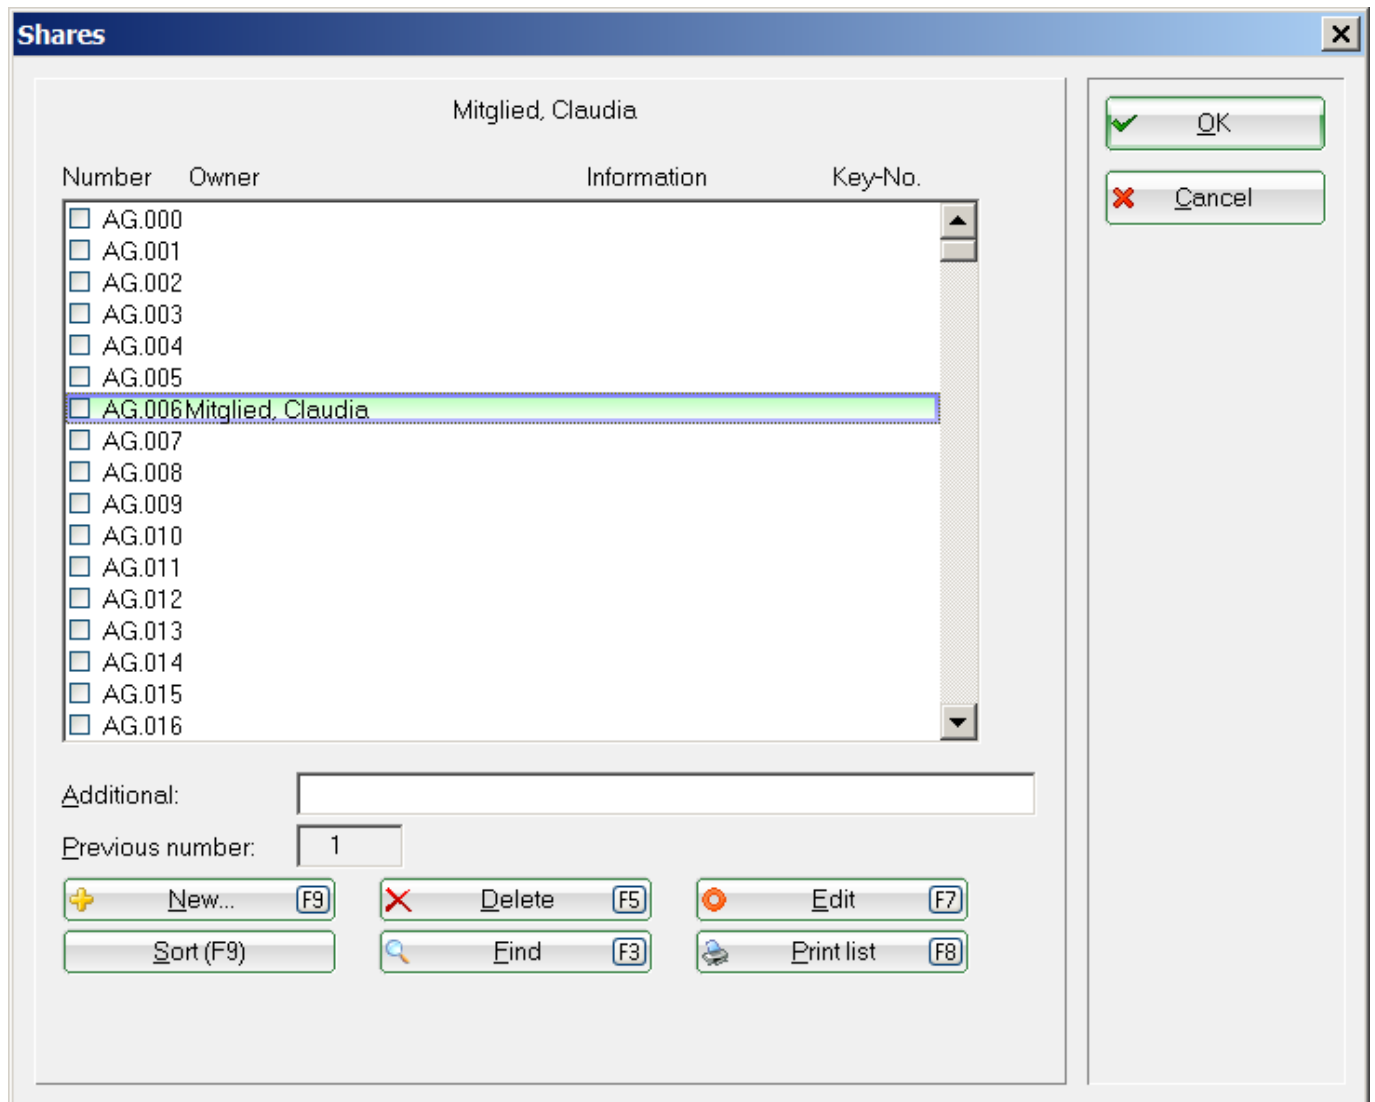 Shares
Mitglied, Claudia
Number Owner Information Key-No.
AG.000
AG.001
AG.002
AG.003
AG.004
AG.005
AG.006Mitglied, Claudia
AG.007
AG.008
AG.009
AG.010
AG.011
AG.012
AG.013
AG.014
AG.015
AG.016
Additional:
Previous number: 1
New... F9 Delete F5 Edit F7
Sort (F9) Find F3 Print list F8
OK
Cancel